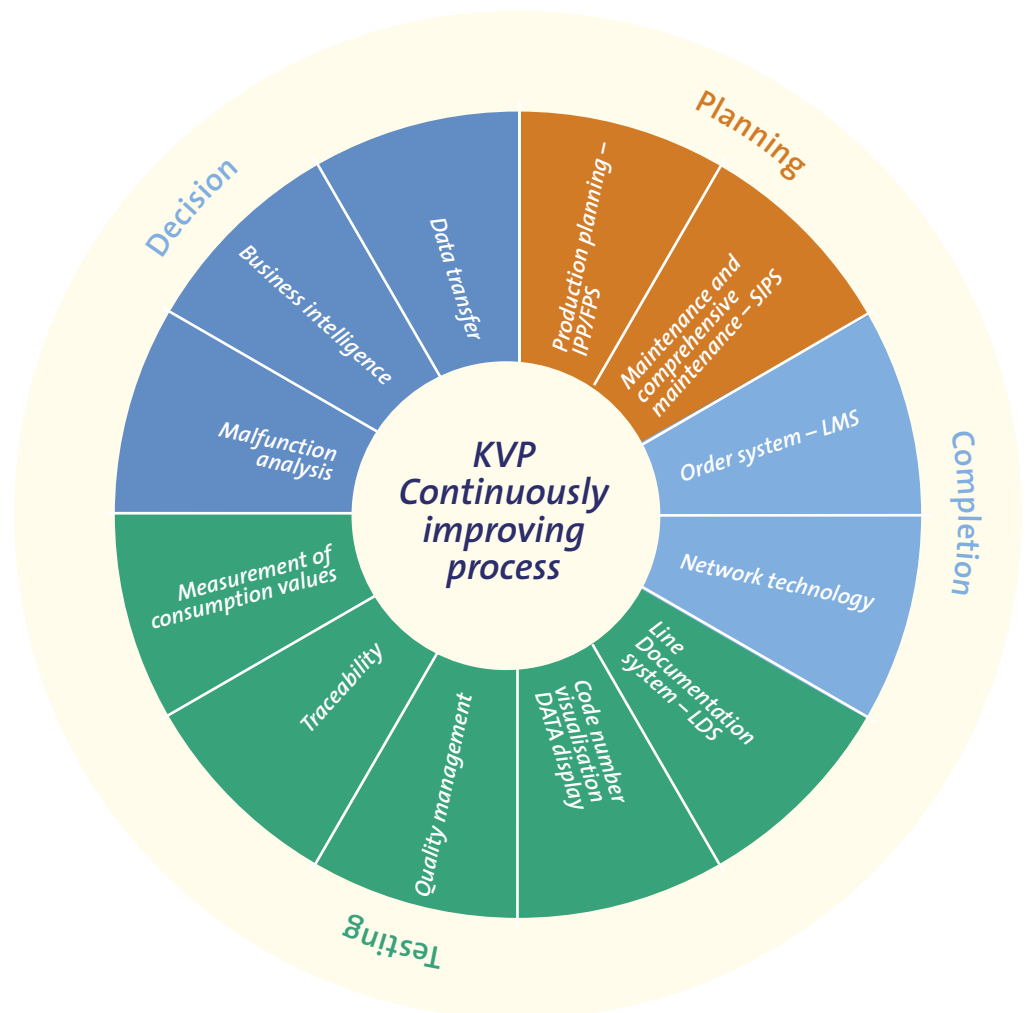 Planning
Production planning –
IPP/FPS
Maintenance and
comprehensive
maintenance – SIPS
Completion
Order system – LMS
Network technology
Testing
Line
Documentation
system – LDS
Code number
visualisation
DATA display
Quality management
Traceability
Measurement of
consumption values
Decision
Malfunction
analysis
Business intelligence
Data transfer
KVP
Continuously
improving
process